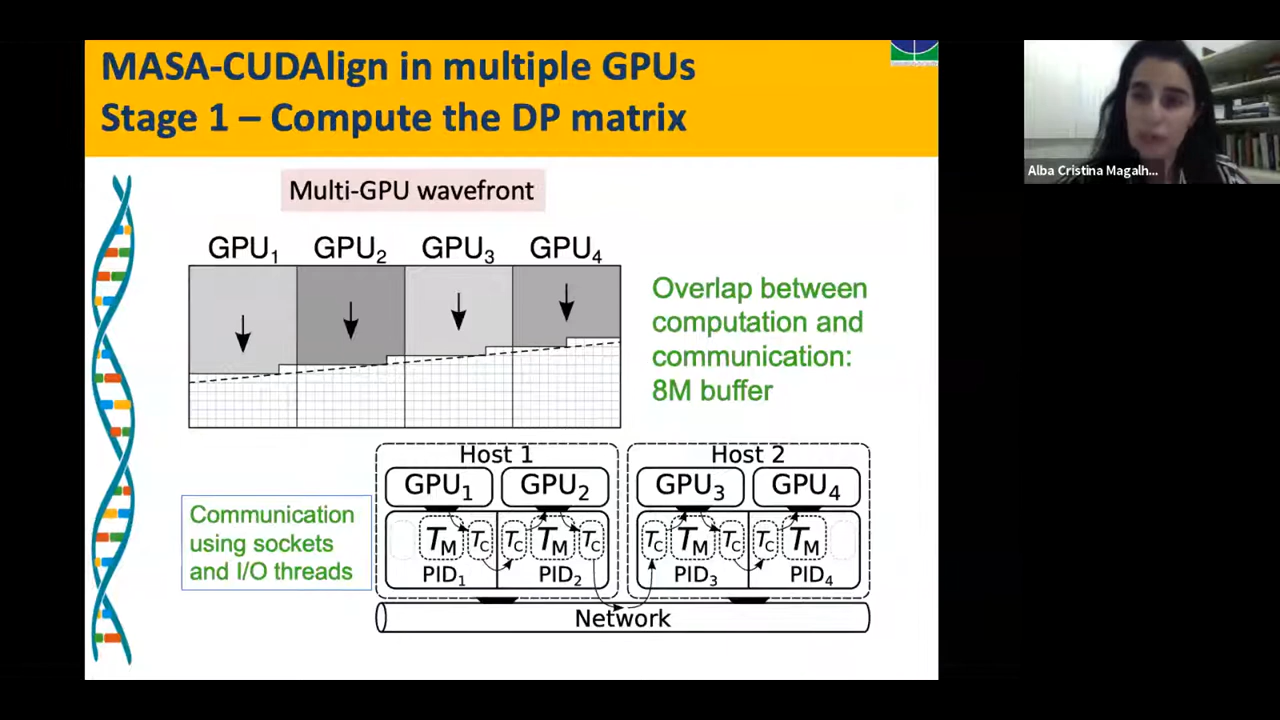 MASA-CUDAlign in multiple GPUs
Stage 1 – Compute the DP matrix
Alba Cristina Magalh...
Multi-GPU wavefront
GPU1 GPU2 GPU3 GPU4
Overlap between
computation and
communication:
8M buffer
Host 1 Host 2
GPU1 GPU2 GPU3 GPU4
Communication
using sockets
and I/O threads
TM TC TC TM TC TC TM TC TC TM
PID1 PID2 PID3 PID4
Network